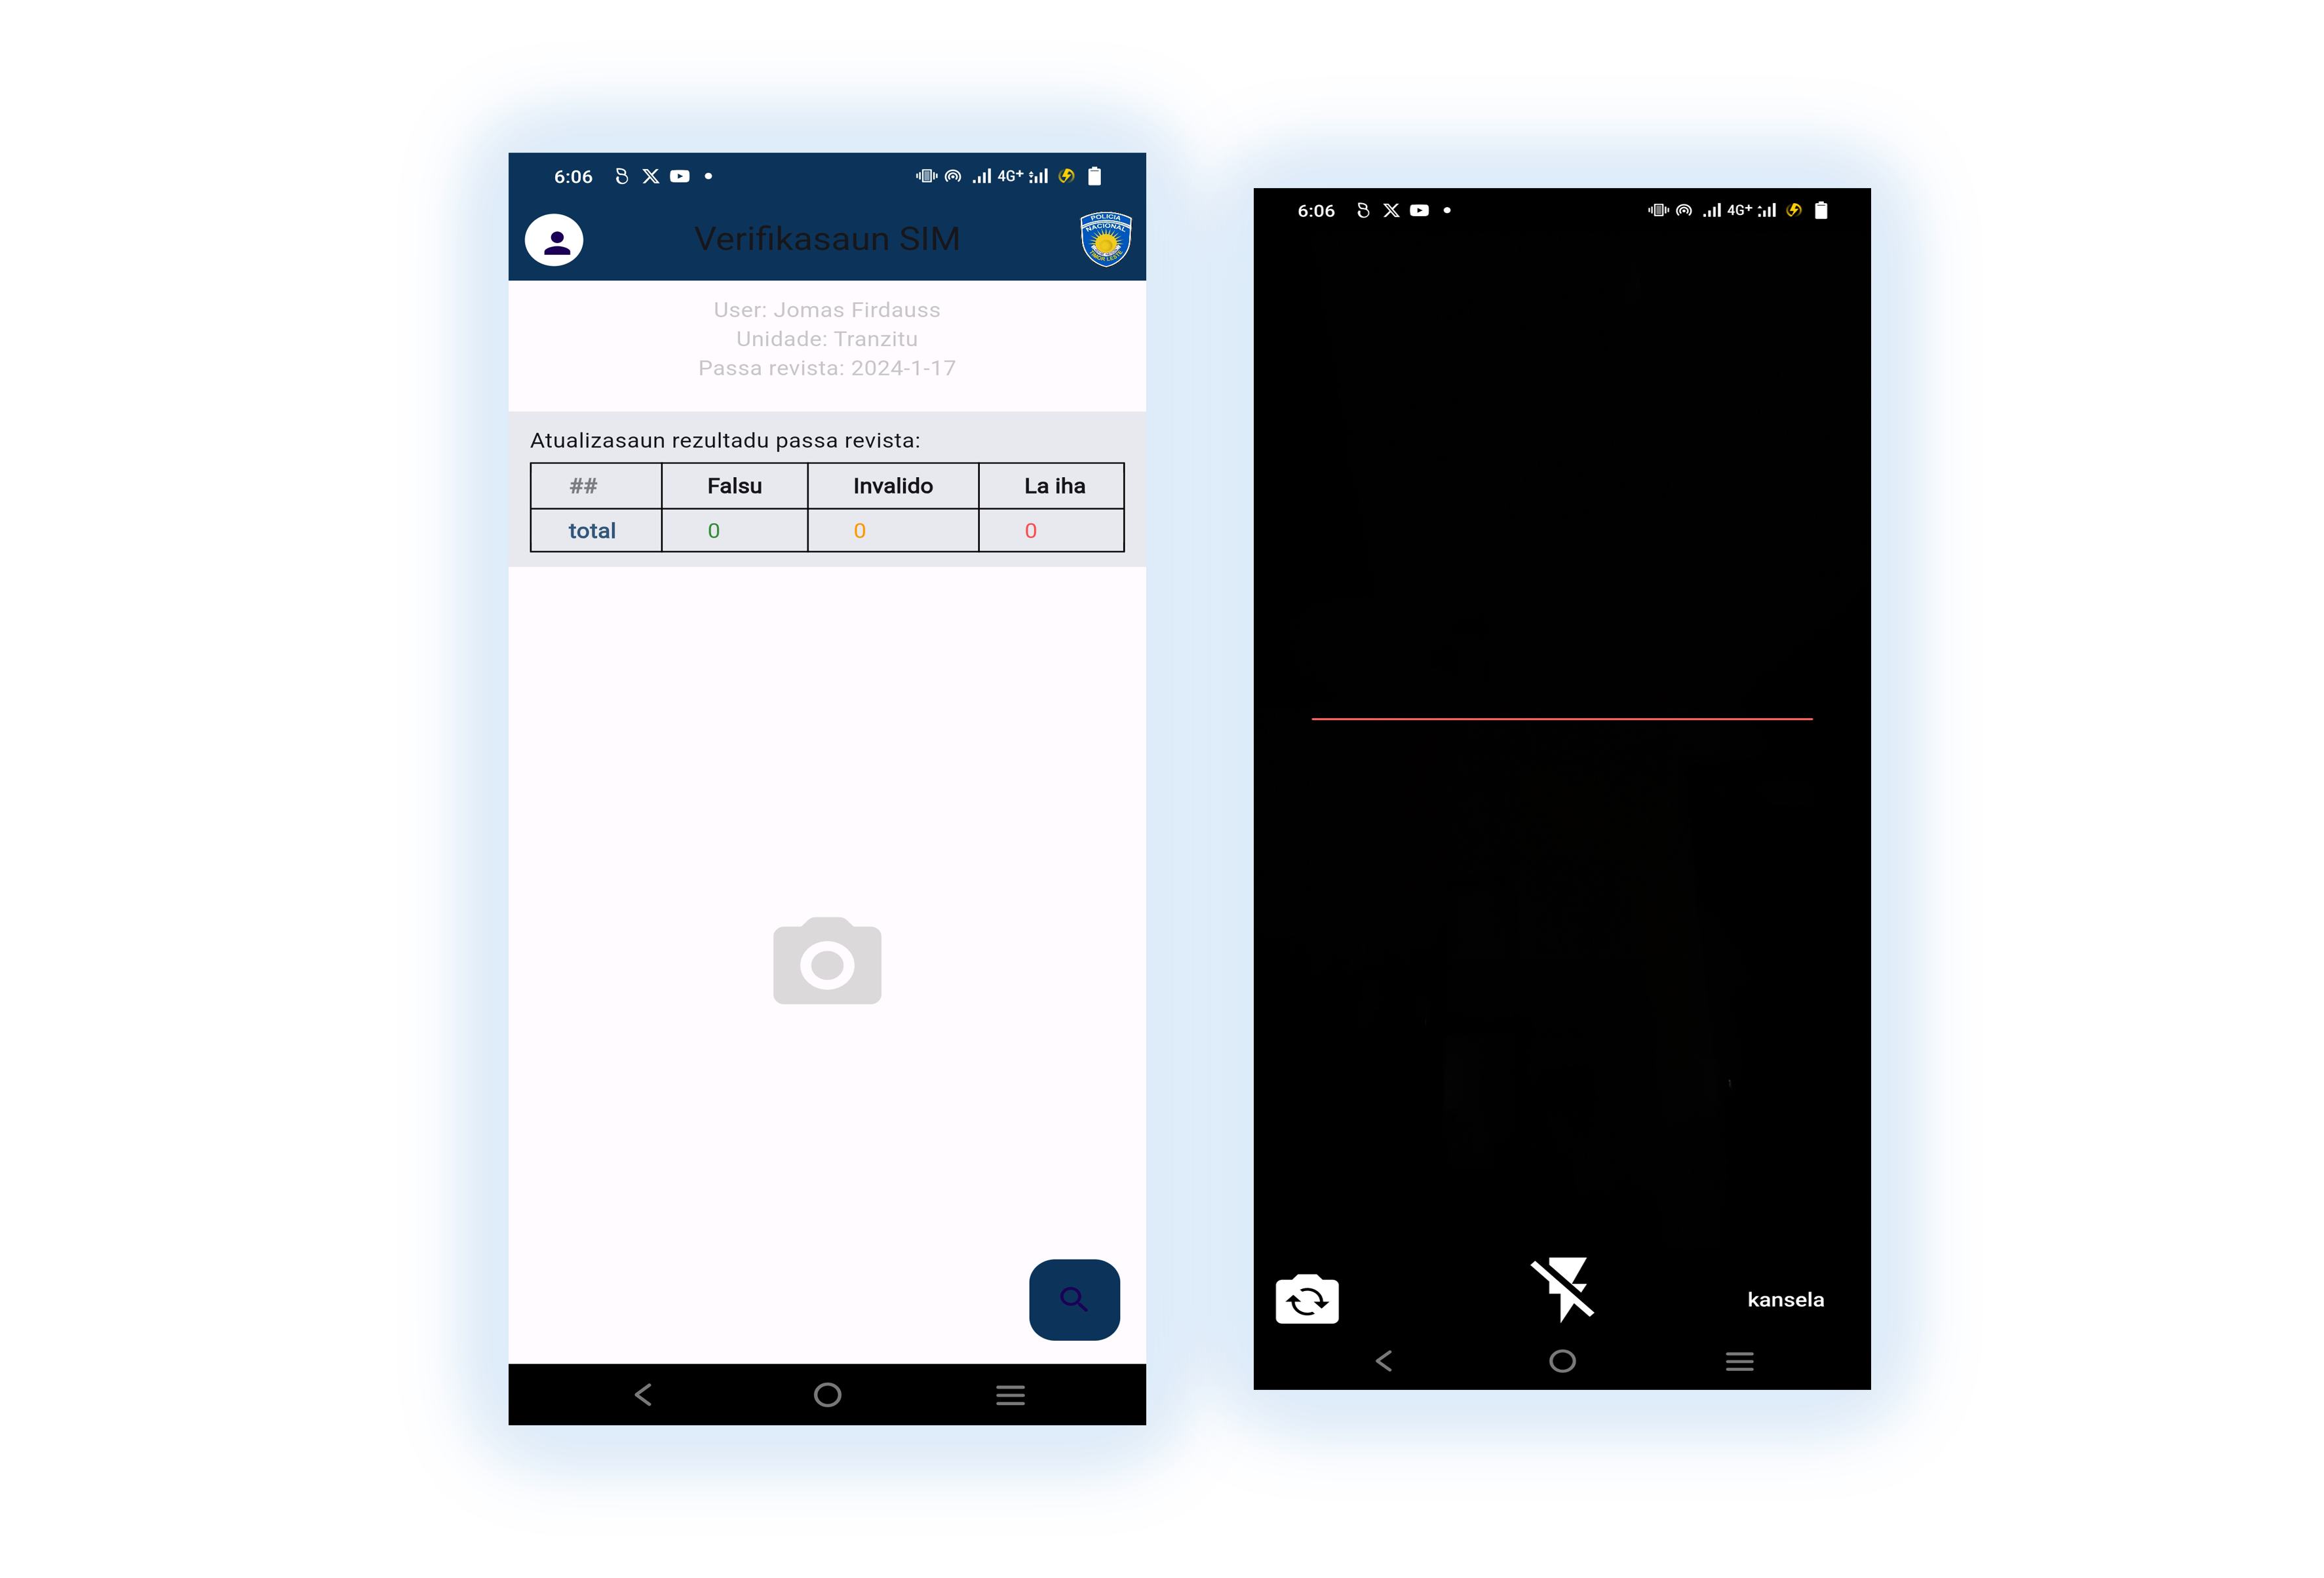 6:06
4G+
Verifikasaun SIM
POLICIA
NACIONAL
TIMOR LESTE
User: Jomas Firdauss
Unidade: Tranzitu
Passa revista: 2024-1-17
Atualizasaun rezultadu passa revista:
## Falsu Invalido La iha
total 0 0 0
6:06
4G+
kansela